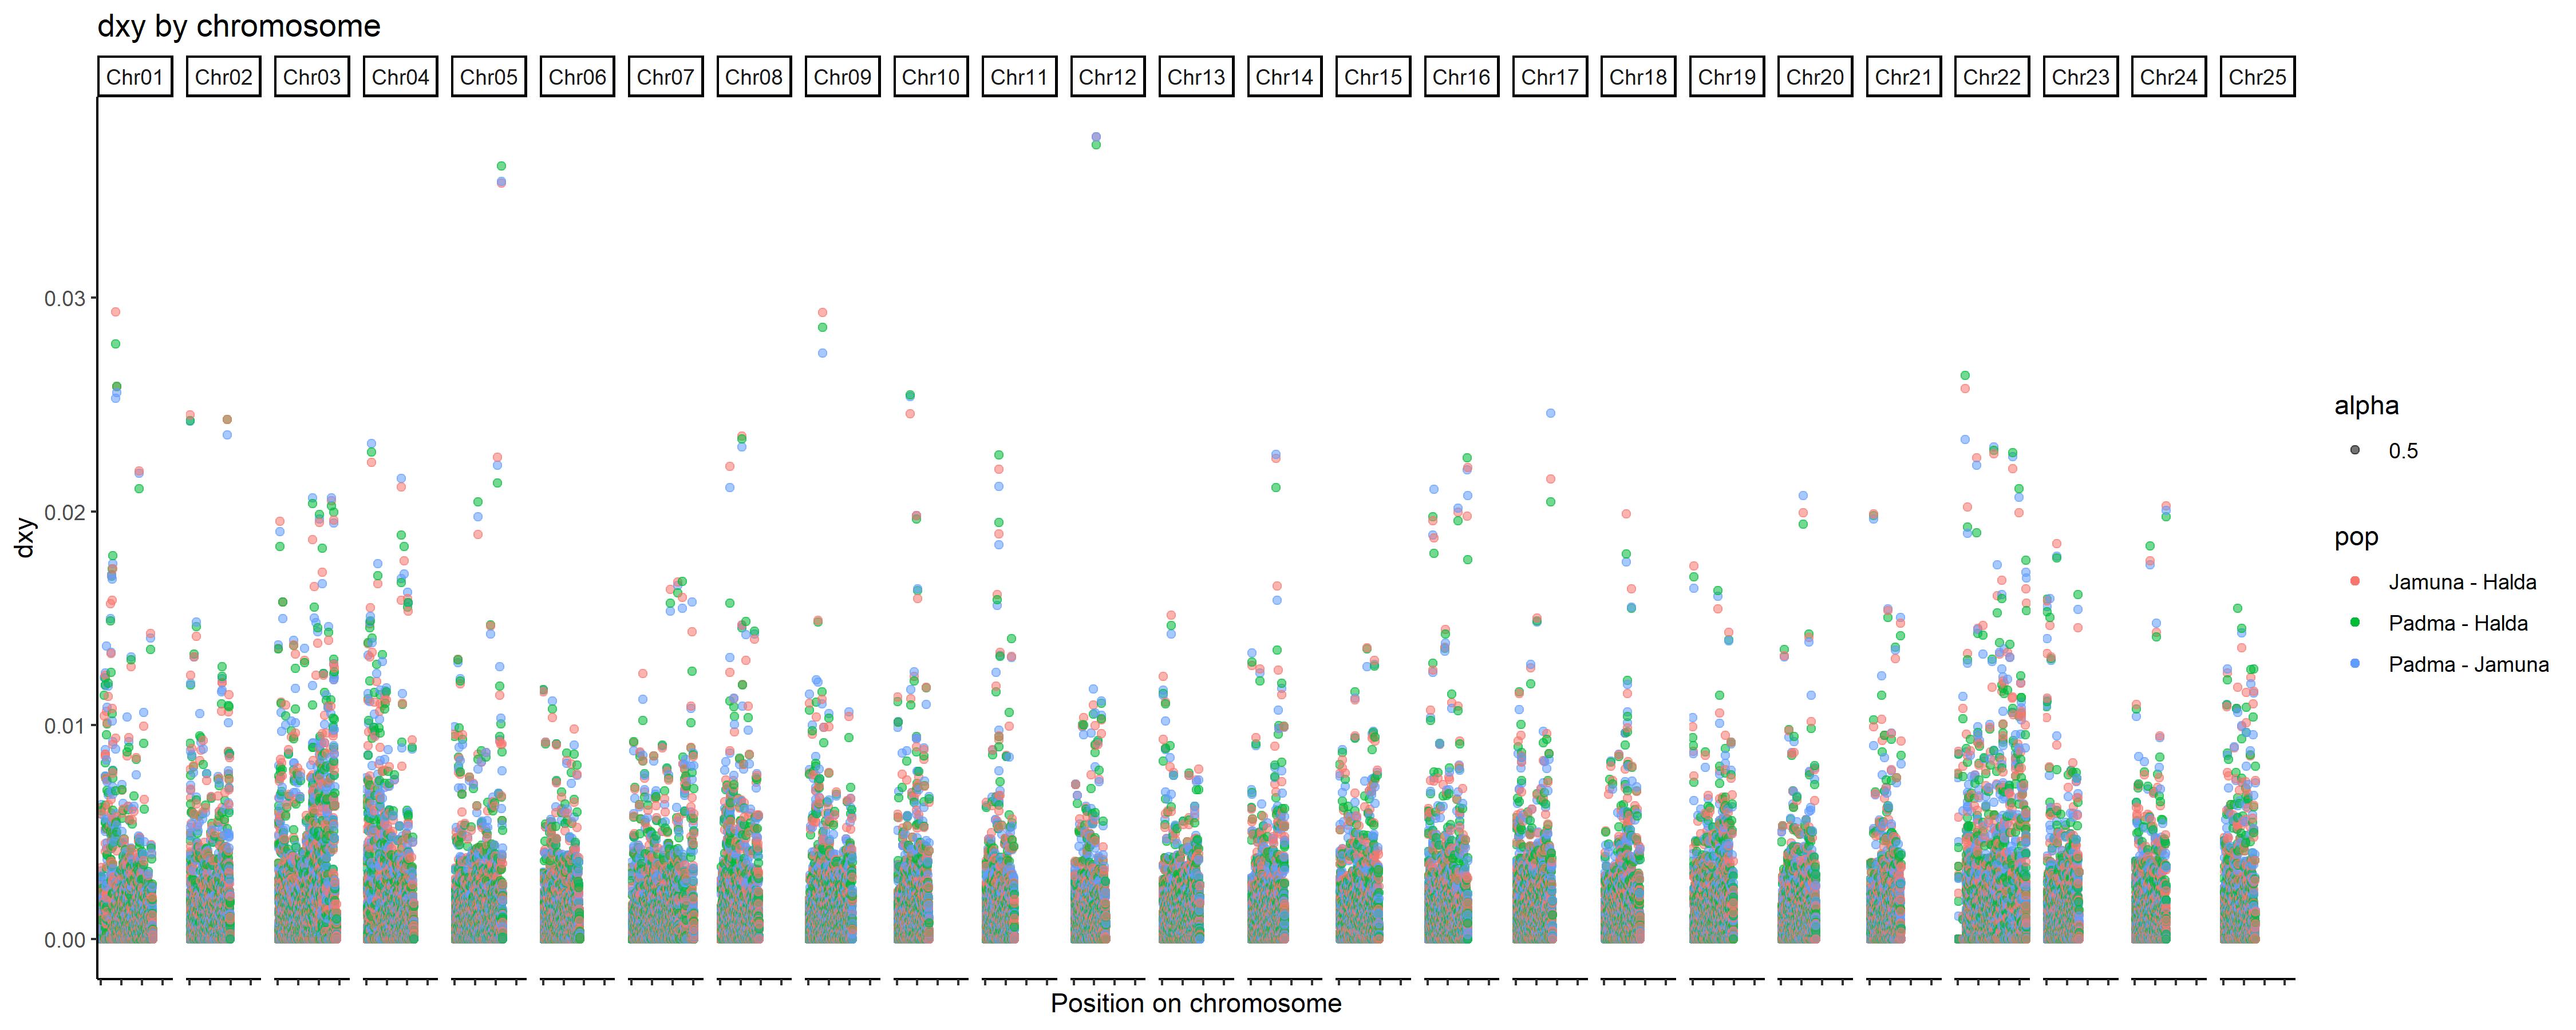 dxy by chromosome
Chr01 Chr02 Chr03 Chr04 Chr05 Chr06 Chr07 Chr08 Chr09 Chr10 Chr11 Chr12 Chr13 Chr14 Chr15 Chr16 Chr17 Chr18 Chr19 Chr20 Chr21 Chr22 Chr23 Chr24 Chr25
0.03
0.02
0.01
0.00
dxy
Position on chromosome
alpha
0.5
pop
Jamuna - Halda
Padma - Halda
Padma - Jamuna